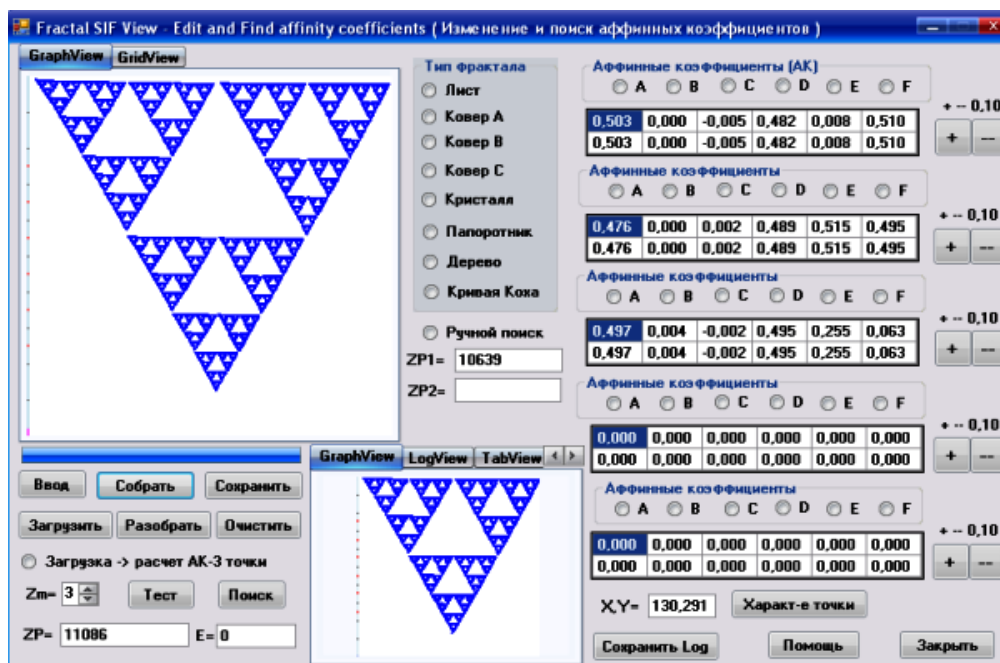 Fractal SIF View - Edit and Find affinity coefficients ( Изменение и поиск аффинных коэффициентов )
GraphView GridView
Тип фрактала
Лист
Ковер А
Ковер В
Ковер С
Кристалл
Папоротник
Дерево
Кривая Коха
Ручной поиск
ZP1= 10639
ZP2=
Аффинные коэффициенты (АК)
A B C D E F
+ -- 0,10
0,503 0,000 -0,005 0,482 0,008 0,510
0,503 0,000 -0,005 0,482 0,008 0,510
+ --
Аффинные коэффициенты
A B C D E F
+ -- 0,10
0,476 0,000 0,002 0,489 0,515 0,495
0,476 0,000 0,002 0,489 0,515 0,495
+ --
Аффинные коэффициенты
A B C D E F
+ -- 0,10
0,497 0,004 -0,002 0,495 0,255 0,063
0,497 0,004 -0,002 0,495 0,255 0,063
+ --
Аффинные коэффициенты
A B C D E F
+ -- 0,10
0,000 0,000 0,000 0,000 0,000 0,000
0,000 0,000 0,000 0,000 0,000 0,000
+ --
Аффинные коэффициенты
A B C D E F
+ -- 0,10
0,000 0,000 0,000 0,000 0,000 0,000
0,000 0,000 0,000 0,000 0,000 0,000
+ --
Ввод Собрать Сохранить
Загрузить Разобрать Очистить
Загрузка -> расчет АК-3 точки
Zm= 3 Тест Поиск
ZP= 11086 E= 0
GraphView LogView TabView
X,Y= 130,291 Характ-е точки
Сохранить Log Помощь Закрыть